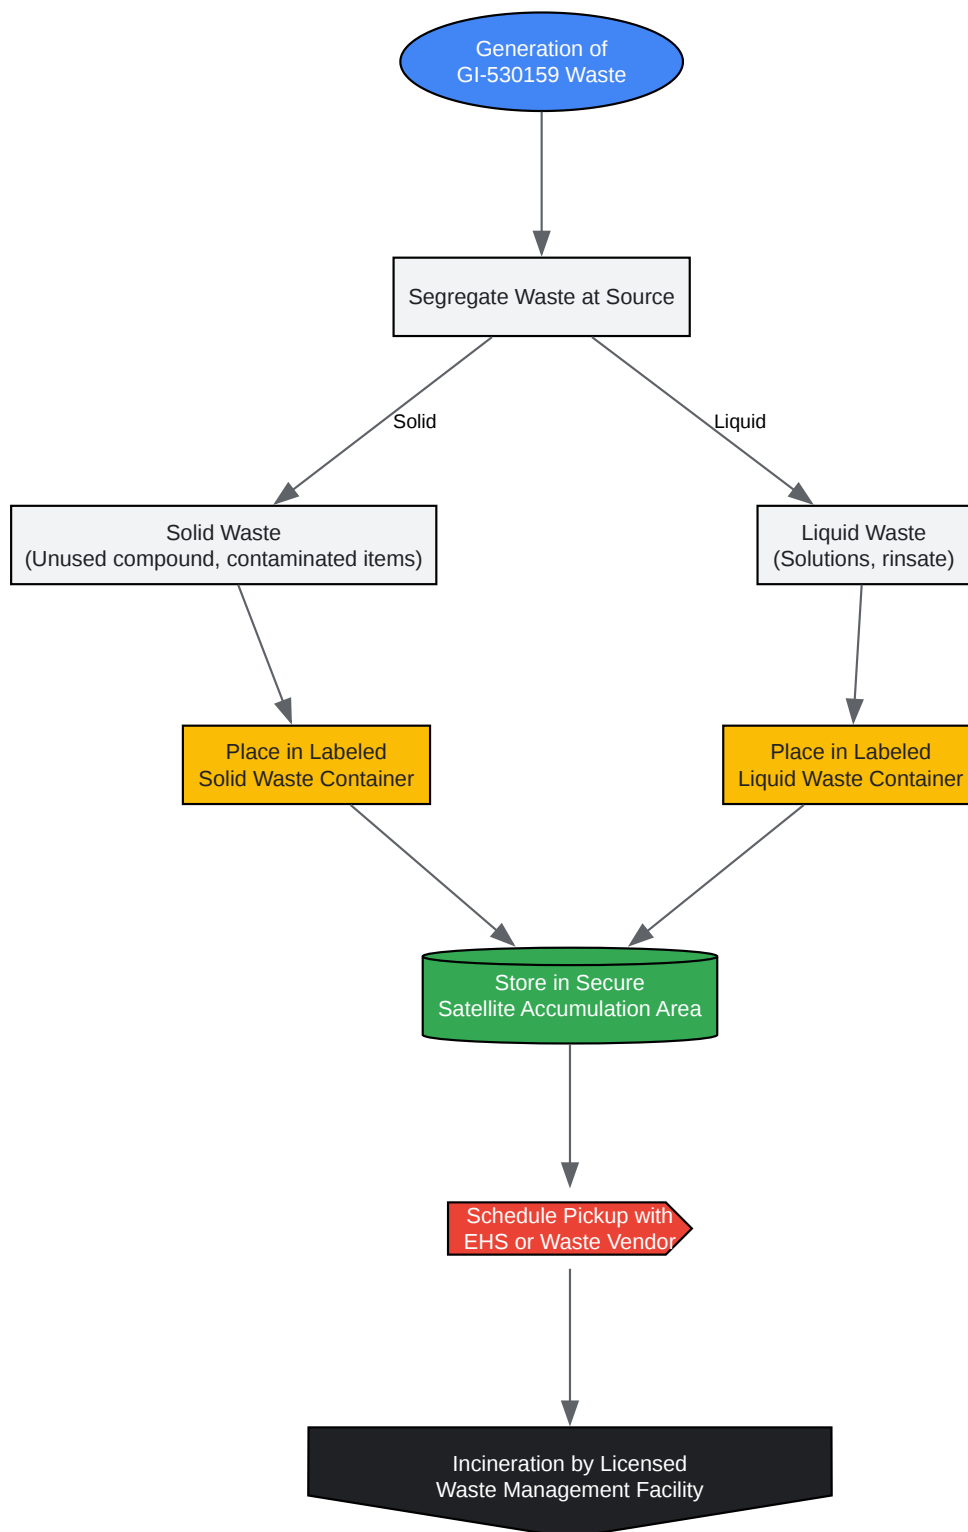 Generation of
GI-530159 Waste
Segregate Waste at Source
Solid
Liquid
Solid Waste
(Unused compound, contaminated items)
Liquid Waste
(Solutions, rinsate)
Place in Labeled
Solid Waste Container
Place in Labeled
Liquid Waste Container
Store in Secure
Satellite Accumulation Area
Schedule Pickup with
EHS or Waste Vendor
Incineration by Licensed
Waste Management Facility